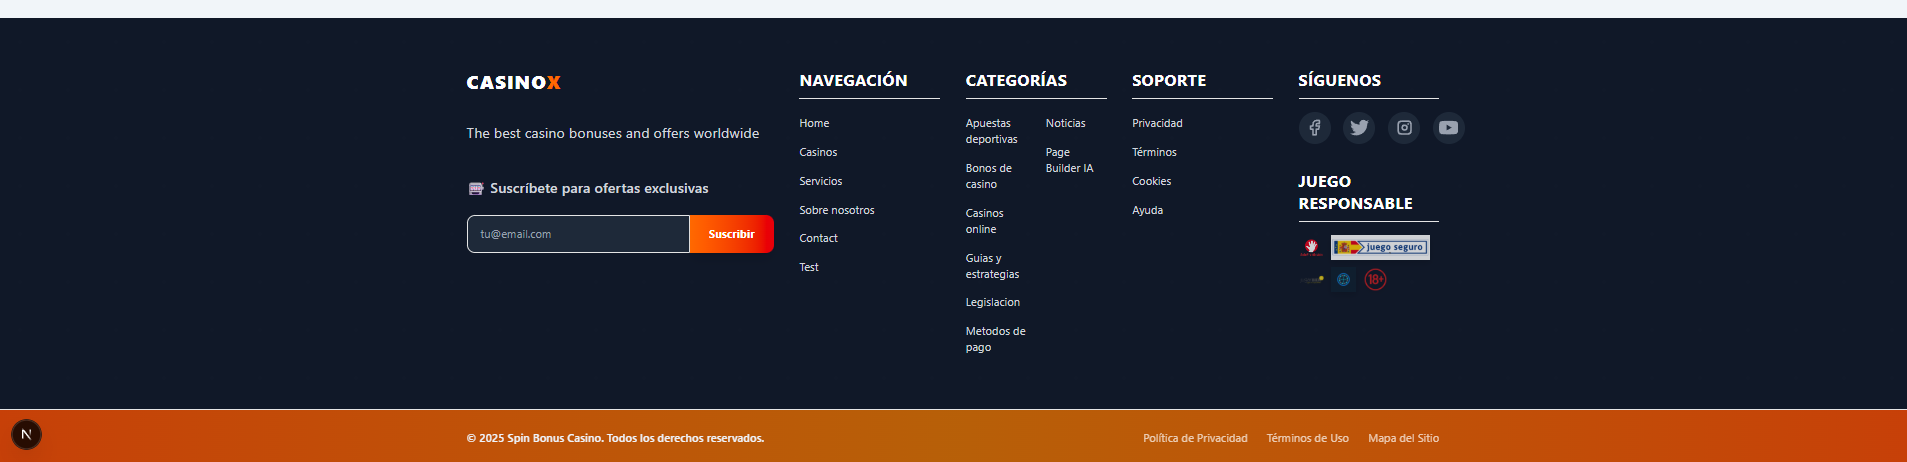 CASINOX
The best casino bonuses and offers worldwide
Suscríbete para ofertas exclusivas
tu@email.com
Suscribir
NAVEGACIÓN
Home
Casinos
Servicios
Sobre nosotros
Contact
Test
CATEGORÍAS
Apuestas
deportivas
Bonos de
casino
Casinos
online
Guias y
estrategias
Legislacion
Metodos de
pago
Noticias
Page
Builder IA
SOPORTE
Privacidad
Términos
Cookies
Ayuda
SÍGUENOS
JUEGO
RESPONSABLE
juego seguro
18+
N
© 2025 Spin Bonus Casino. Todos los derechos reservados.
Política de Privacidad
Términos de Uso
Mapa del Sitio